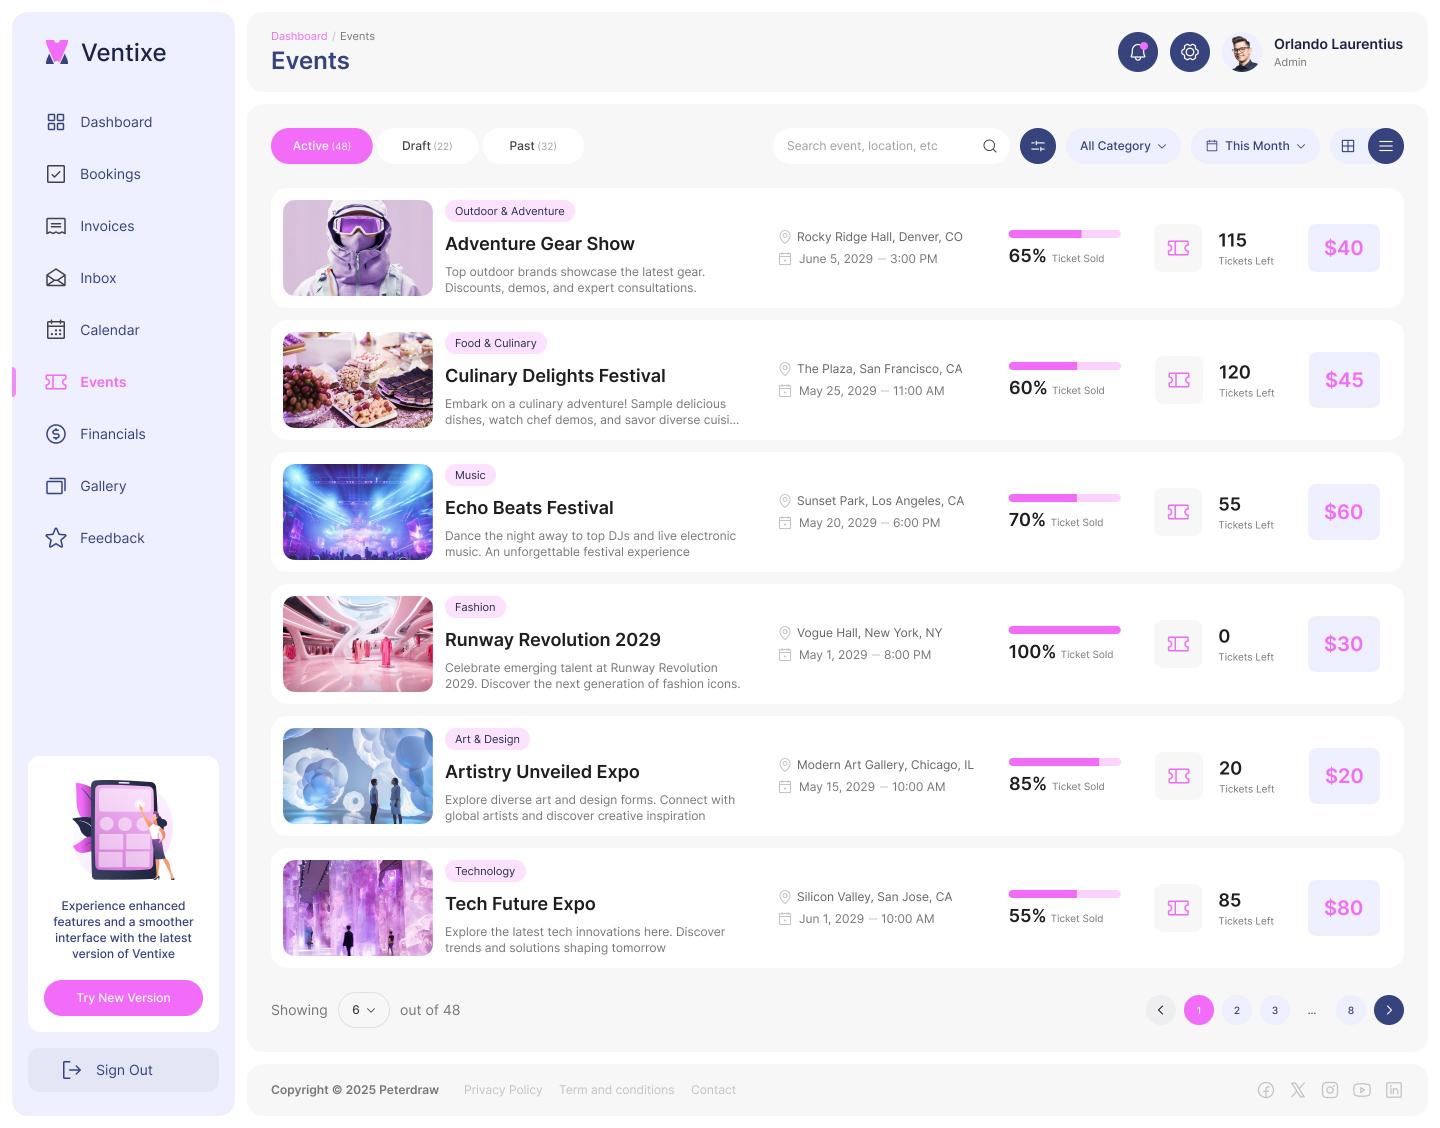 Ventixe
Dashboard
Bookings
Invoices
Inbox
Calendar
Events
Financials
Gallery
Feedback
Experience enhanced
features and a smoother
interface with the latest
version of Ventixe
Try New Version
Sign Out
Dashboard / Events
Events
Orlando Laurentius
Admin
Active (48)
Draft (22)
Past (32)
Search event, location, etc
All Category
This Month
Outdoor & Adventure
Adventure Gear Show
Top outdoor brands showcase the latest gear.
Discounts, demos, and expert consultations.
Rocky Ridge Hall, Denver, CO
June 5, 2029 — 3:00 PM
65% Ticket Sold
115
Tickets Left
$40
Food & Culinary
Culinary Delights Festival
Embark on a culinary adventure! Sample delicious
dishes, watch chef demos, and savor diverse cuisi...
The Plaza, San Francisco, CA
May 25, 2029 — 11:00 AM
60% Ticket Sold
120
Tickets Left
$45
Music
Echo Beats Festival
Dance the night away to top DJs and live electronic
music. An unforgettable festival experience
Sunset Park, Los Angeles, CA
May 20, 2029 — 6:00 PM
70% Ticket Sold
55
Tickets Left
$60
Fashion
Runway Revolution 2029
Celebrate emerging talent at Runway Revolution
2029. Discover the next generation of fashion icons.
Vogue Hall, New York, NY
May 1, 2029 — 8:00 PM
100% Ticket Sold
0
Tickets Left
$30
Art & Design
Artistry Unveiled Expo
Explore diverse art and design forms. Connect with
global artists and discover creative inspiration
Modern Art Gallery, Chicago, IL
May 15, 2029 — 10:00 AM
85% Ticket Sold
20
Tickets Left
$20
Technology
Tech Future Expo
Explore the latest tech innovations here. Discover
trends and solutions shaping tomorrow
Silicon Valley, San Jose, CA
Jun 1, 2029 — 10:00 AM
55% Ticket Sold
85
Tickets Left
$80
Showing 6 out of 48
1 2 3 ... 8
Copyright © 2025 Peterdraw
Privacy Policy
Term and conditions
Contact